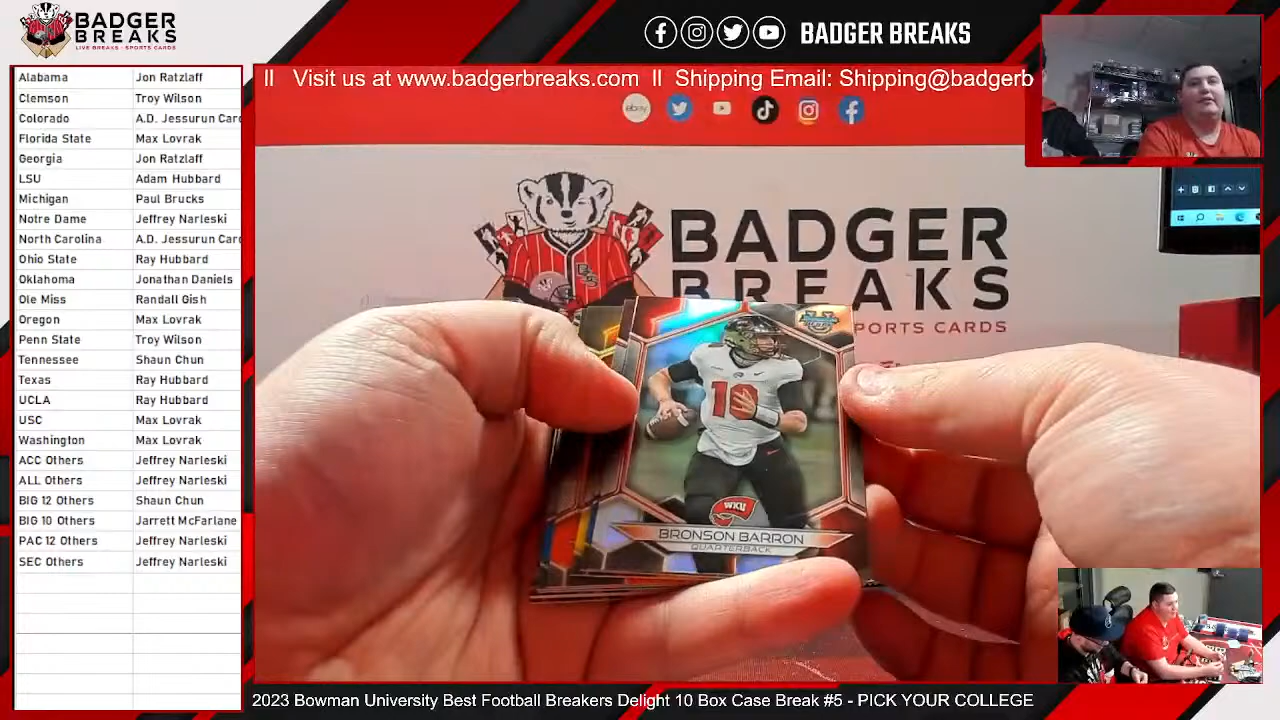 BADGER
BREAKS
LIVE BREAKS · SPORTS CARDS
BADGER BREAKS
ll Visit us at www.badgerbreaks.com ll Shipping Email: Shipping@badgerb
ebay
Alabama Jon Ratzlaff
Clemson Troy Wilson
Colorado A.D. Jessurun Car
Florida State Max Lovrak
Georgia Jon Ratzlaff
LSU Adam Hubbard
Michigan Paul Brucks
Notre Dame Jeffrey Narleski
North Carolina A.D. Jessurun Car
Ohio State Ray Hubbard
Oklahoma Jonathan Daniels
Ole Miss Randall Gish
Oregon Max Lovrak
Penn State Troy Wilson
Tennessee Shaun Chun
Texas Ray Hubbard
UCLA Ray Hubbard
USC Max Lovrak
Washington Max Lovrak
ACC Others Jeffrey Narleski
ALL Others Jeffrey Narleski
BIG 12 Others Shaun Chun
BIG 10 Others Jarrett McFarlane
PAC 12 Others Jeffrey Narleski
SEC Others Jeffrey Narleski
BADGER
BREAKS
PORTS CARDS
10
WKU
BRONSON BARRON
QUARTERBACK
2023 Bowman University Best Football Breakers Delight 10 Box Case Break #5 - PICK YOUR COLLEGE